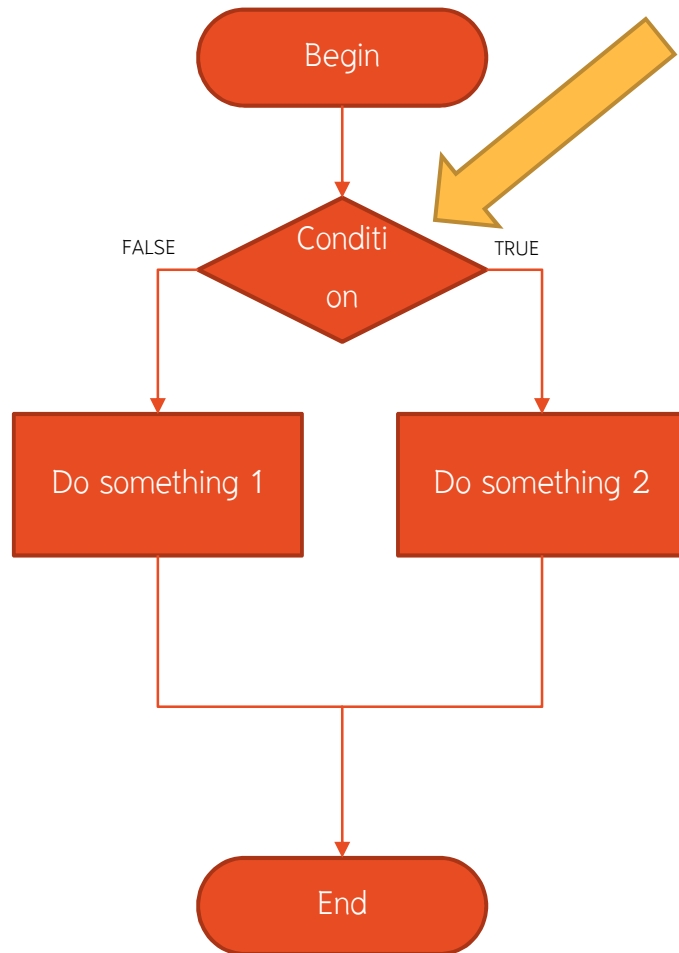 Begin
Conditi
on
FALSE
TRUE
Do something 1
Do something 2
End